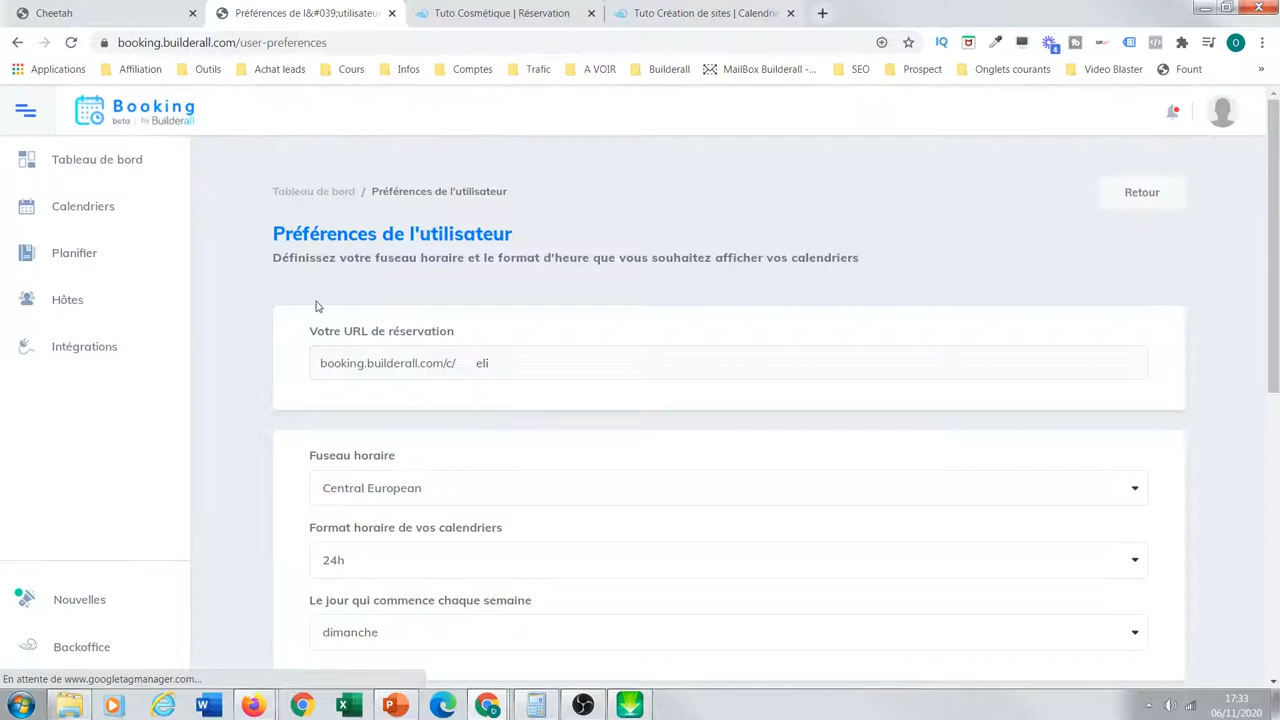 Cheetah
Préférences de l&#039;utilisateu
Tuto Cosmétique | Rés
Tuto Création de sites | Calendrie
booking.builderall.com/user-preferences
Applications
Affiliation
Outils
Achat leads
Cours
Infos
Comptes
Trafic
A VOIR
Builderall
MailBox Builderall -...
SEO
Prospect
Onglets courants
Video Blaster
Fount
»
Booking
beta | by Builderall
Tableau de bord
Calendriers
Planifier
Hôtes
Intégrations
Nouvelles
Backoffice
Tableau de bord / Préférences de l'utilisateur
Retour
Préférences de l'utilisateur
Définissez votre fuseau horaire et le format d'heure que vous souhaitez afficher vos calendriers
Votre URL de réservation
booking.builderall.com/c/ eli
Fuseau horaire
Central European
Format horaire de vos calendriers
24h
Le jour qui commence chaque semaine
dimanche
En attente de www.googletagmanager.com...
17:33
06/11/2020